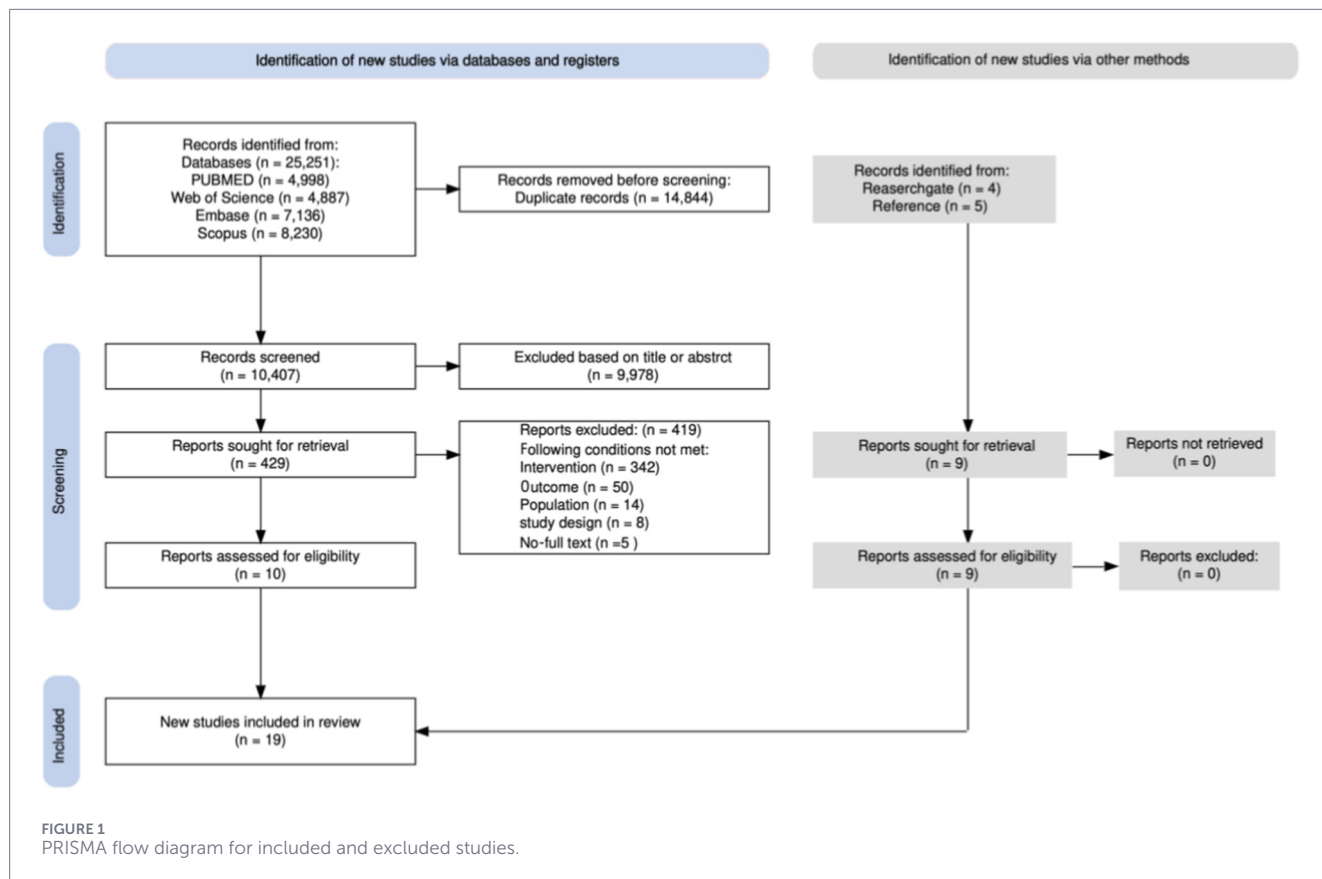 Identification of new studies via databases and registers
Identification of new studies via other methods
Identification
Records identified from:
Databases (n = 25,251):
PUBMED (n = 4,998)
Web of Science (n = 4,887)
Embase (n = 7,136)
Scopus (n = 8,230)
Records removed before screening:
Duplicate records (n = 14,844)
Records identified from:
Reaserchgate (n = 4)
Reference (n = 5)
Screening
Records screened
(n = 10,407)
Excluded based on title or abstrct
(n = 9,978)
Reports sought for retrieval
(n = 429)
Reports excluded: (n = 419)
Following conditions not met:
Intervention (n = 342)
Outcome (n = 50)
Population (n = 14)
study design (n = 8)
No-full text (n =5 )
Reports sought for retrieval
(n = 9)
Reports not retrieved
(n = 0)
Reports assessed for eligibility
(n = 10)
Reports assessed for eligibility
(n = 9)
Reports excluded:
(n = 0)
Included
New studies included in review
(n = 19)
FIGURE 1
PRISMA flow diagram for included and excluded studies.